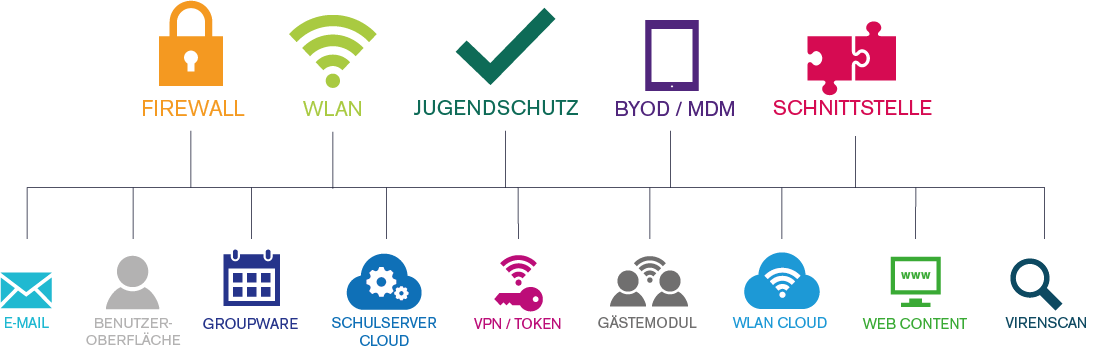 FIREWALL
WLAN
JUGENDSCHUTZ
BYOD / MDM
SCHNITTSTELLE
E-MAIL
BENUTZER-
OBERFLÄCHE
GROUPWARE
SCHULSERVER
CLOUD
VPN / TOKEN
GÄSTEMODUL
WLAN CLOUD
www
WEB CONTENT
VIRENSCAN